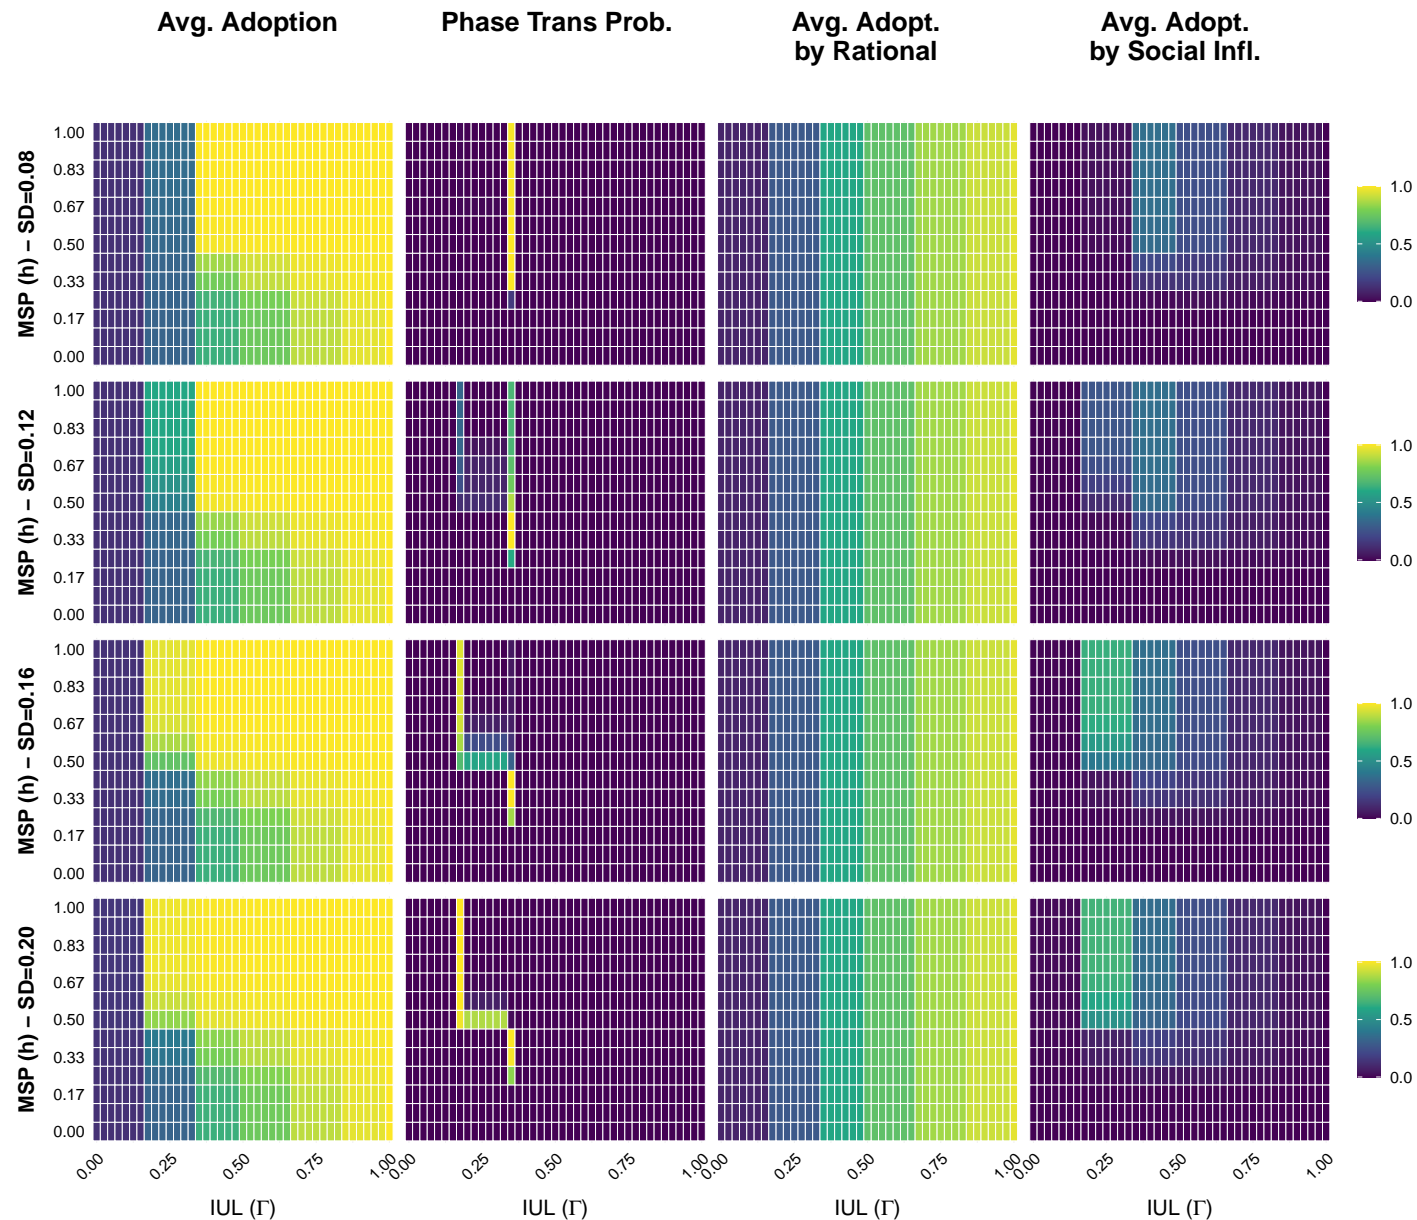 Avg. Adoption
Phase Trans Prob.
Avg. Adopt.
by Rational
Avg. Adopt.
by Social Infl.
MSP (h) − SD=0.08
1.00
0.83
0.67
0.50
0.33
0.17
0.00
1.0
0.5
0.0
MSP (h) − SD=0.12
1.00
0.83
0.67
0.50
0.33
0.17
0.00
1.0
0.5
0.0
MSP (h) − SD=0.16
1.00
0.83
0.67
0.50
0.33
0.17
0.00
1.0
0.5
0.0
MSP (h) − SD=0.20
1.00
0.83
0.67
0.50
0.33
0.17
0.00
1.0
0.5
0.0
0.00 0.25 0.50 0.75 1.00
0.00 0.25 0.50 0.75 1.00
0.00 0.25 0.50 0.75 1.00
0.25 0.50 0.75 1.00
IUL (Γ)
IUL (Γ)
IUL (Γ)
IUL (Γ)